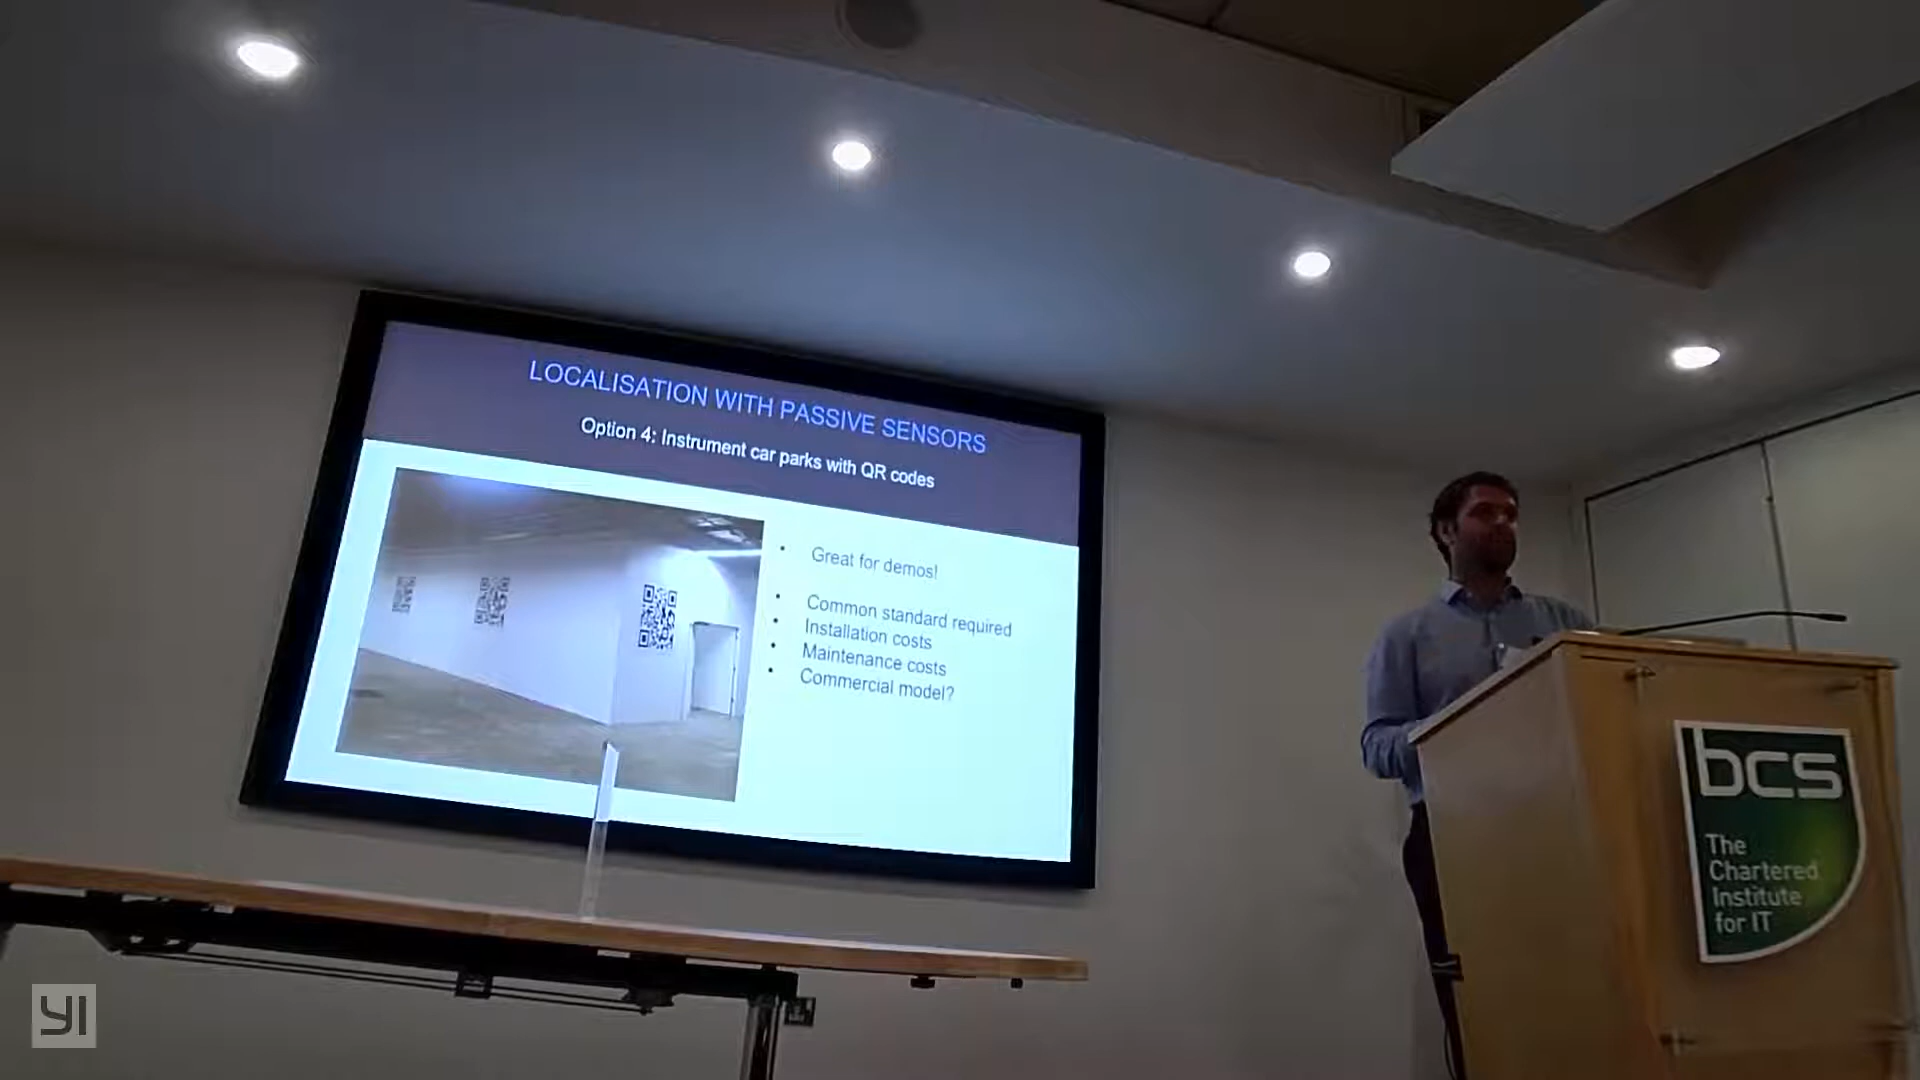 LOCALISATION WITH PASSIVE SENSORS
Option 4: Instrument car parks with QR codes
• Great for demos!
• Common standard required
• Installation costs
• Maintenance costs
• Commercial model?
bcs
The
Chartered
Institute
for IT
YI